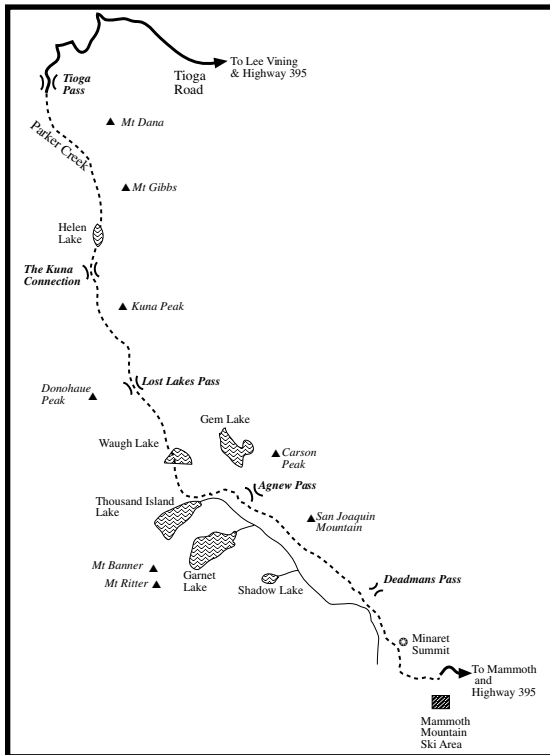 To Lee Vining
& Highway 395
Tioga
Road
Tioga
Pass
Mt Dana
Parker Creek
Mt Gibbs
Helen
Lake
The Kuna
Connection
Kuna Peak
Lost Lakes Pass
Donohaue
Peak
Gem Lake
Waugh Lake
Carson
Peak
Agnew Pass
Thousand Island
Lake
San Joaquin
Mountain
Mt Banner
Mt Ritter
Garnet
Lake
Shadow Lake
Deadmans Pass
Minaret
Summit
To Mammoth
and
Highway 395
Mammoth
Mountain
Ski Area